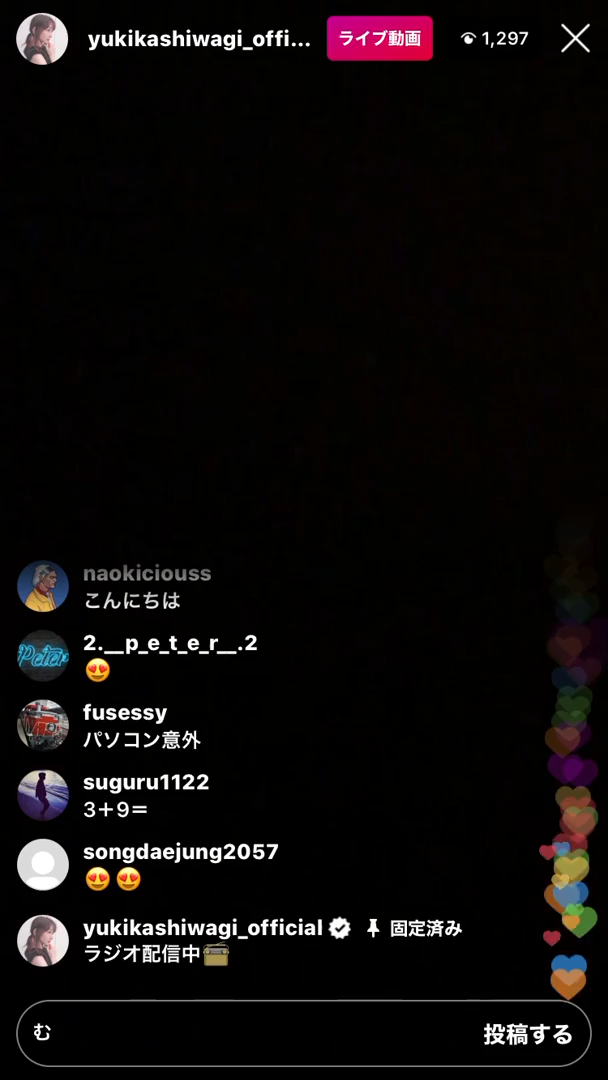 yukikashiwagi_offi... ライブ動画 1,297
naokiciouss
こんにちは
2.__p_e_t_e_r__.2
😍
fusessy
パソコン意外
suguru1122
3+9=
songdaejung2057
😍 😍
yukikashiwagi_official 固定済み
ラジオ配信中📻
む 投稿する